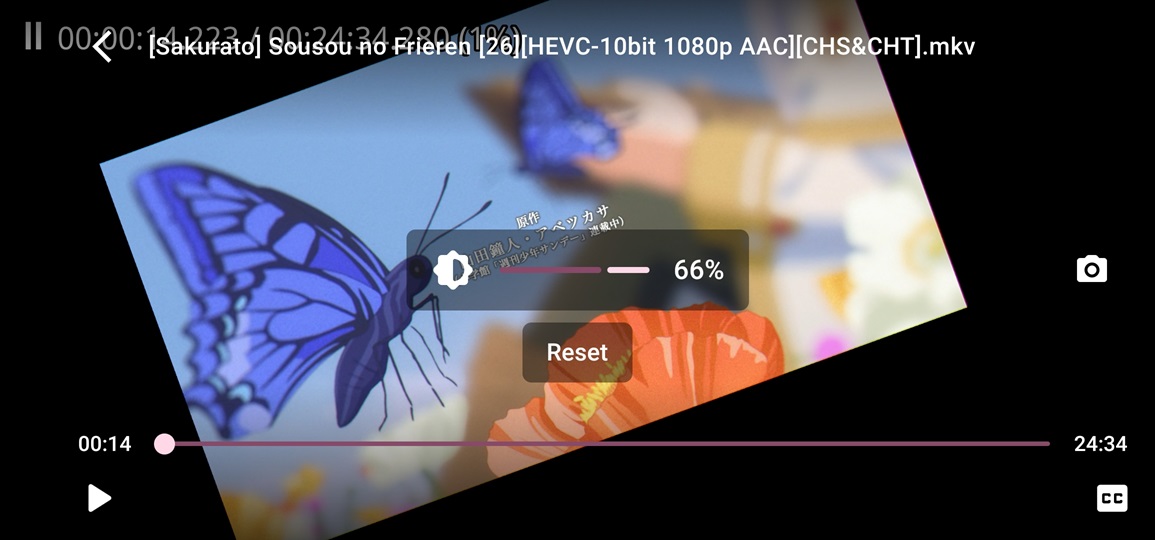 00:00:14.223 / 00:24:34.280 (1%)
[Sakurato] Sousou no Frieren [26][HEVC-10bit 1080p AAC][CHS&CHT].mkv
原作
田鐘人・アベツカサ
学館「週刊少年サンデー」連載中)
66%
Reset
00:14
24:34
CC